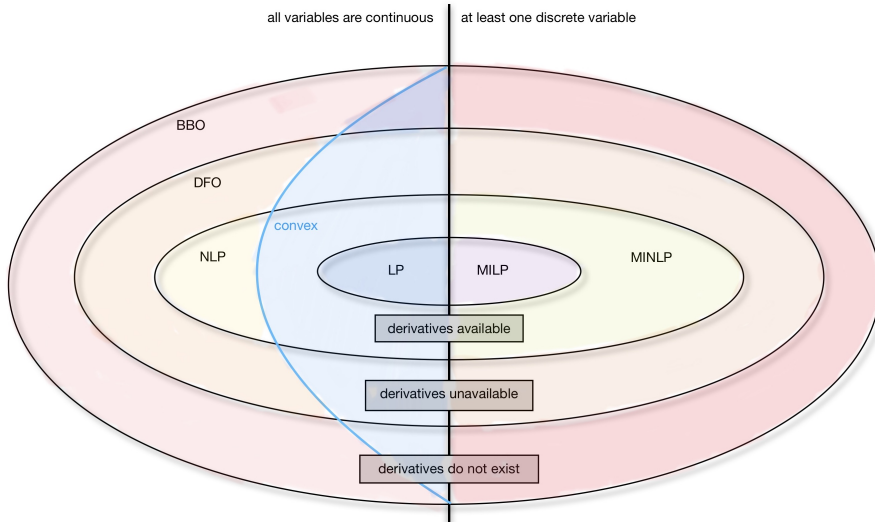 all variables are continuous
at least one discrete variable
BBO
DFO
convex
NLP
LP
MILP
MINLP
derivatives available
derivatives unavailable
derivatives do not exist